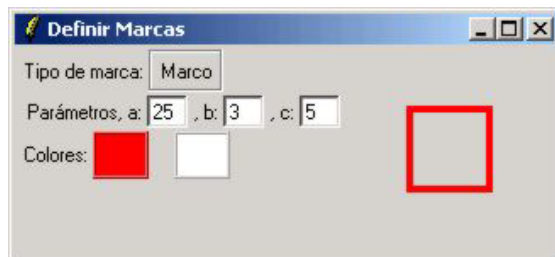 Definir Marcas
Tipo de marca: Marco
Parámetros, a: 25 , b: 3 , c: 5
Colores: